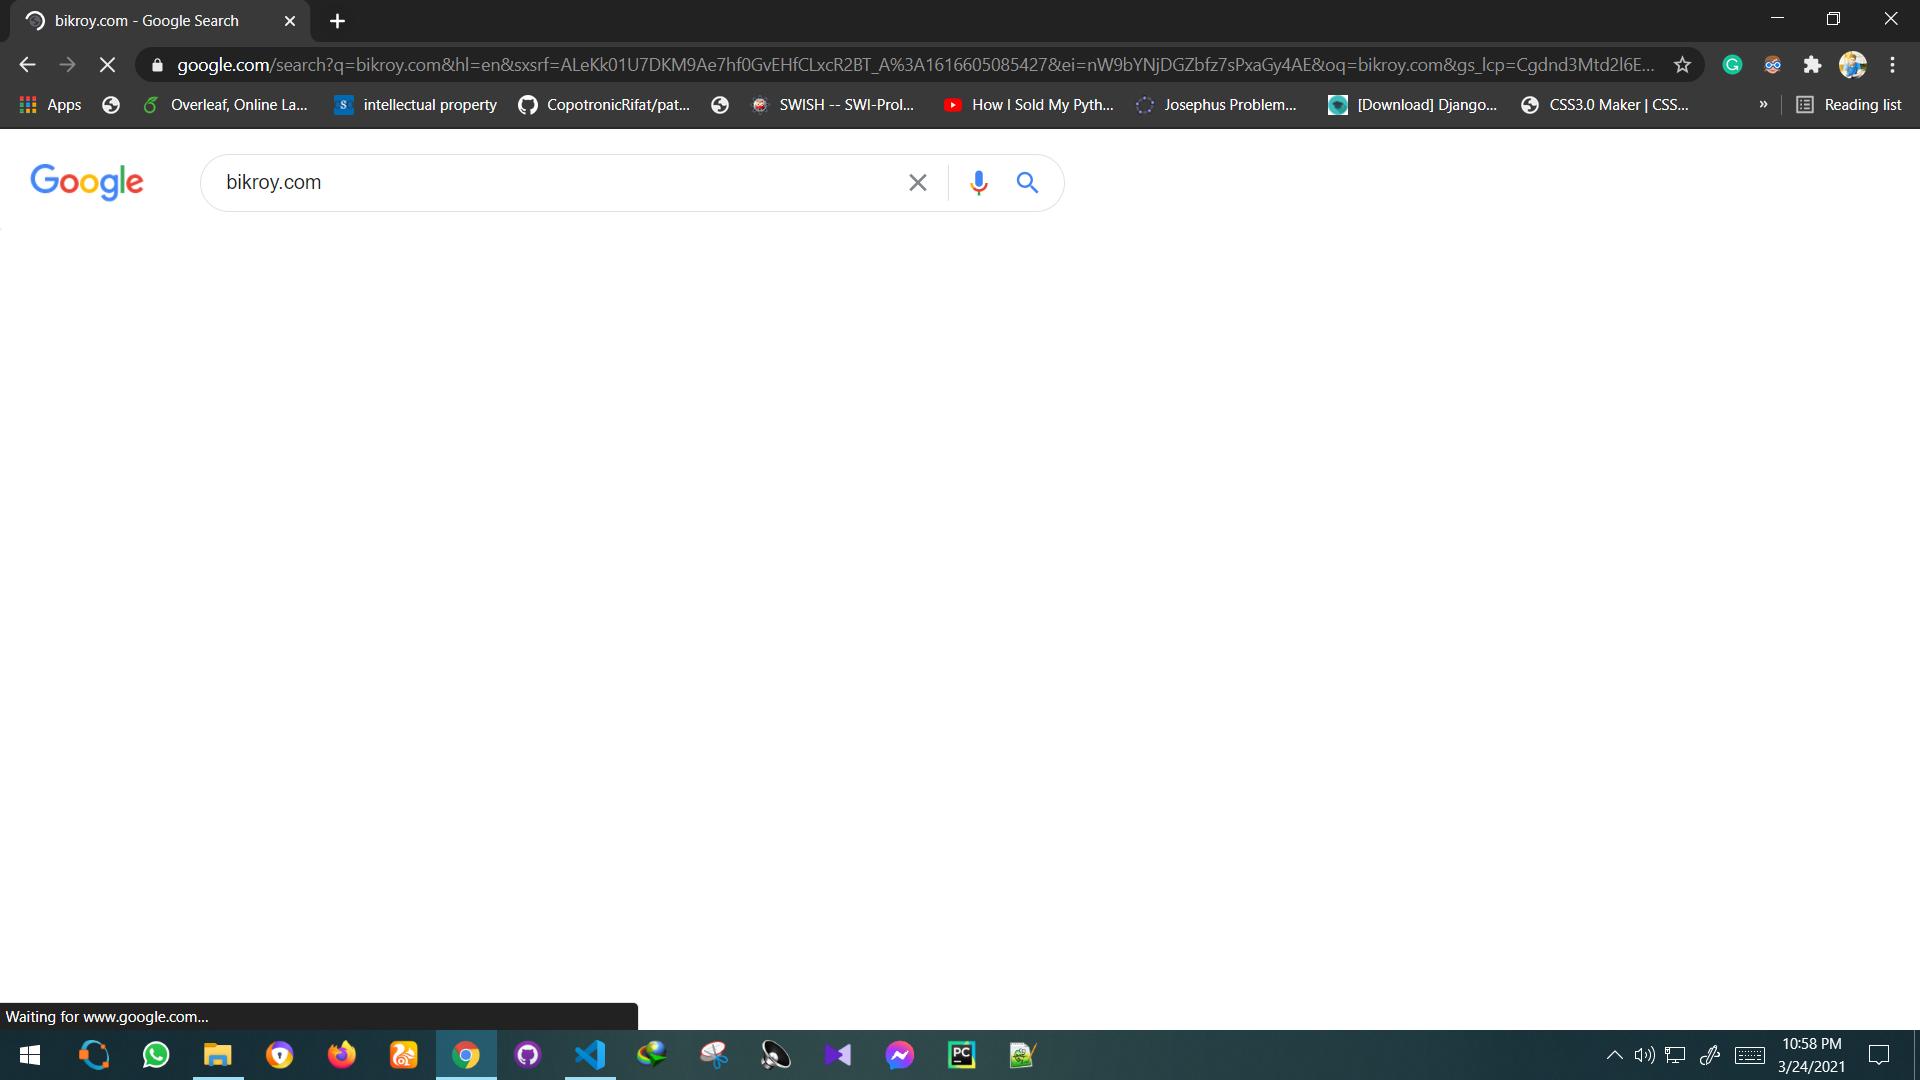 bikroy.com - Google Search
google.com/search?q=bikroy.com&hl=en&sxsrf=ALeKk01U7DKM9Ae7hf0GvEHfCLxcR2BT_A%3A1616605085427&ei=nW9bYNjDGZbfz7sPxaGy4AE&oq=bikroy.com&gs_lcp=Cgdnd3Mtd2l6E...
Apps Overleaf, Online La... S intellectual property CopotronicRifat/pat... SWISH -- SWI-Prol... How I Sold My Pyth... Josephus Problem... [Download] Django... CSS3.0 Maker | CSS... » Reading list
Google bikroy.com
Waiting for www.google.com...
PC
10:58 PM
3/24/2021